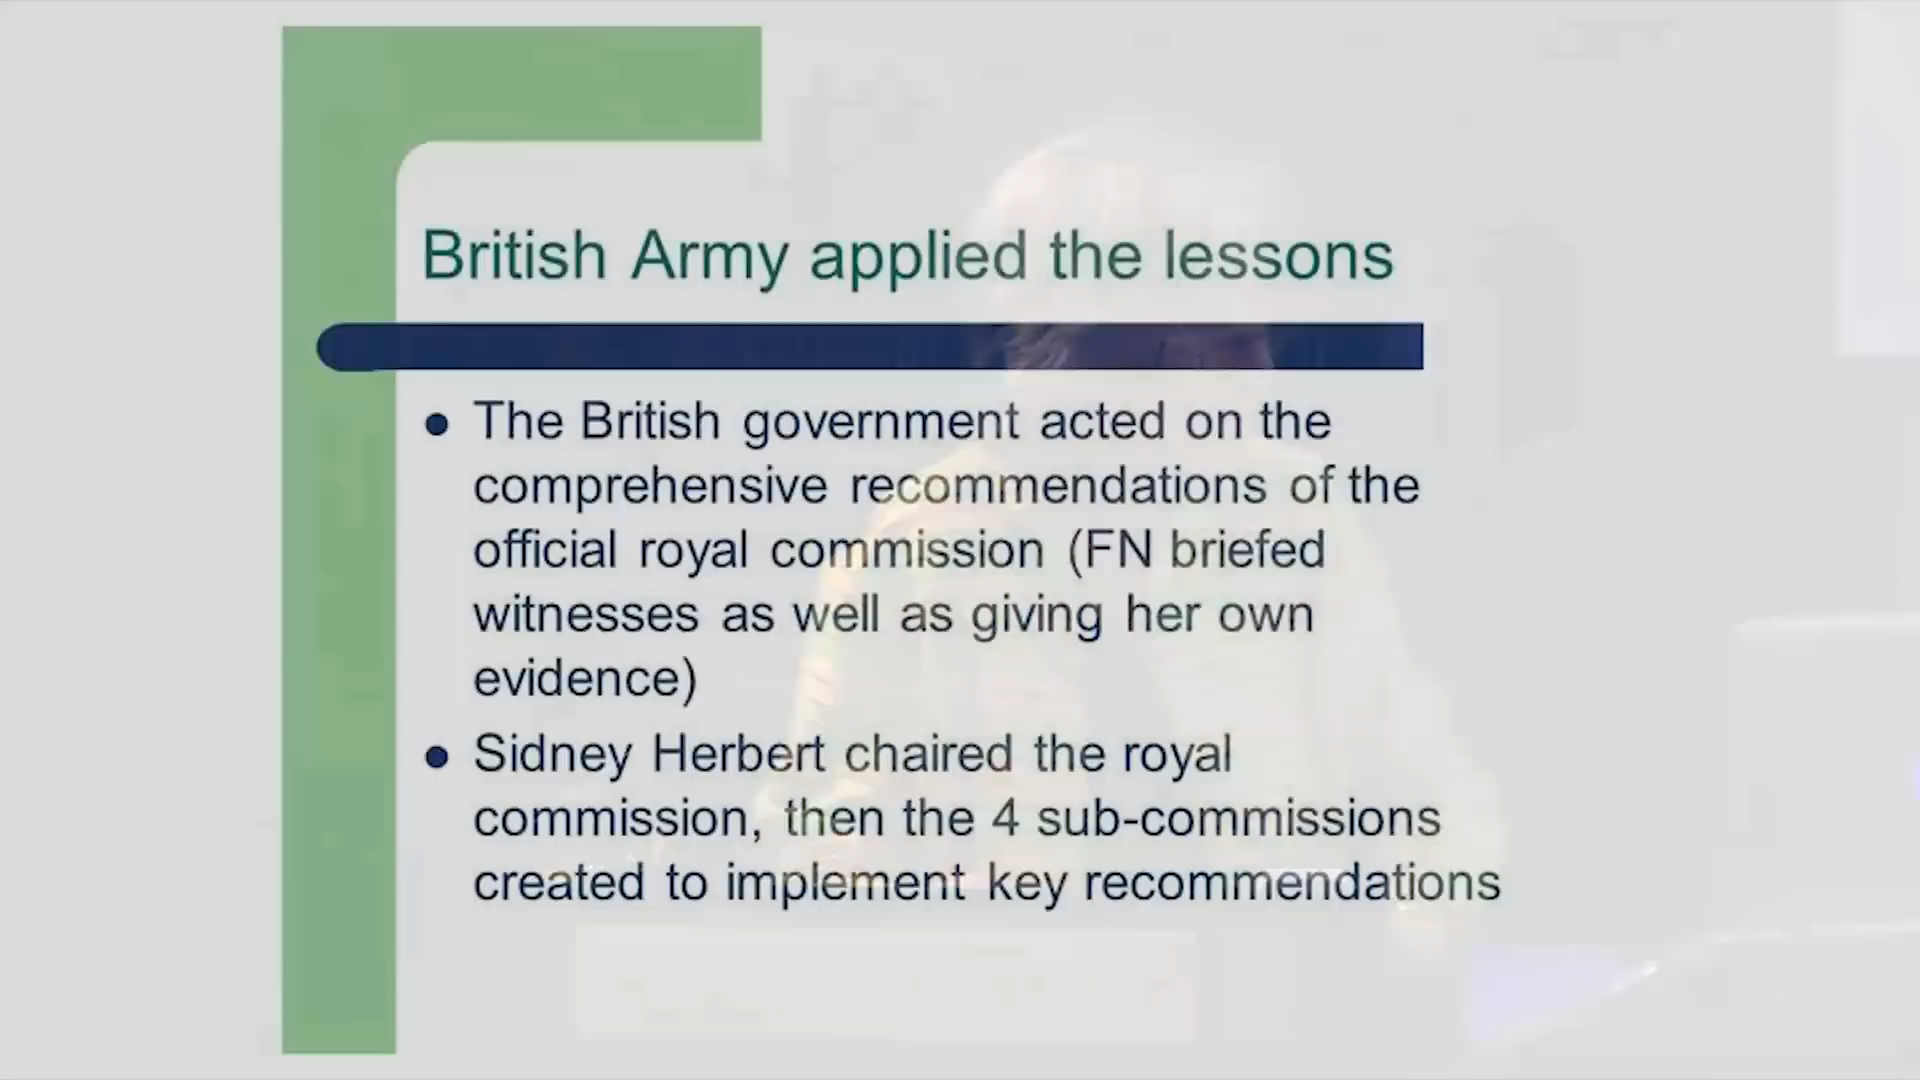 British Army applied the lessons
● The British government acted on the
comprehensive recommendations of the
official royal commission (FN briefed
witnesses as well as giving her own
evidence)
● Sidney Herbert chaired the royal
commission, then the 4 sub-commissions
created to implement key recommendations